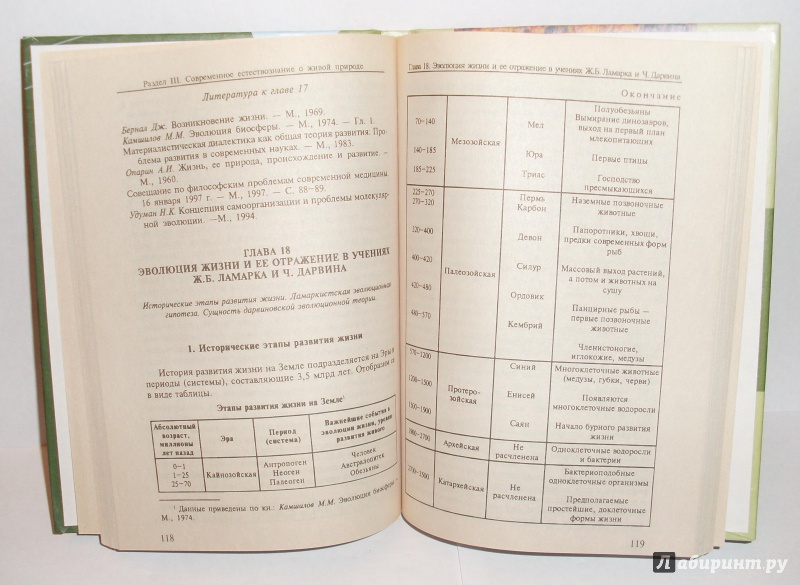 Раздел III. Современное естествознание о живой природе
Литература к главе 17
Бернал Дж. Возникновение жизни. — М., 1969.
Камшилов М.М. Эволюция биосферы. — М., 1974 — Гл. 1.
Материалистическая диалектика как общая теория развития. Про-
блема развития в современных науках. — М., 1983.
Опарин А.И. Жизнь, ее природа, происхождение и развитие. —
М., 1960.
Совещание по философским проблемам современной медицины.
16 января 1997 г. — М., 1997. — С. 88–89.
Удуман Н.К. Концепция самоорганизации и проблемы молекуляр-
ной эволюции. —М., 1994.
ГЛАВА 18
ЭВОЛЮЦИЯ ЖИЗНИ И ЕЕ ОТРАЖЕНИЕ В УЧЕНИЯХ
Ж.Б. ЛАМАРКА И Ч. ДАРВИНА
Исторические этапы развития жизни. Ламаркистская эволюционная
гипотеза. Сущность дарвиновской эволюционной теории.
1. Исторические этапы развития жизни
История развития жизни на Земле подразделяется на Эры и
периоды (системы), составляющие 3,5 млрд лет. Отобразим
в виде таблицы.
Этапы развития жизни на Земле¹
Абсолютный возраст, миллионы лет назад
Эра
Период (система)
Важнейшие события в эволюции жизни, уровни развития живого
0–1
1–25
25–70
Кайнозойская
Антропоген
Неоген
Палеоген
Человек
Австралопитек
Обезьяны
¹ Данные приведены по кн.: Камшилов М.М. Эволюция биосферы —
М., 1974.
118
Глава 18. Эволюция жизни и ее отражение в учениях Ж.Б. Ламарка и Ч. Дарвина
Окончание
70–140
140–185
185–225
Мезозойская
Мел
Юра
Триас
Полуобезьяны
Вымирание динозавров,
выход на первый план
млекопитающих
Первые птицы
Господство
пресмыкающихся
225–270
270–320
320–400
400–420
420–480
480–570
Палеозойская
Пермь
Карбон
Девон
Силур
Ордовик
Кембрий
Наземные позвоночные
животные
Папоротники, хвощи,
предки современных форм
рыб
Массовый выход растений,
а потом и животных на
сушу
Панцирные рыбы —
первые позвоночные
животные
Членистоногие,
иглокожие, медузы
570–1200
1200–1500
1500–1900
Протеро-
зойская
Синий
Енисей
Саян
Многоклеточные животные
(медузы, губки, черви)
Появляются
многоклеточные водоросли
Начало бурного развития
жизни
1900–2700
Архейская
Не
расчленена
Одноклеточные водоросли
и бактерии
2700–3500
Катархейская
Не
расчленена
Бактериоподобные
одноклеточные организмы
Предполагаемые
простейшие, доклеточные
формы жизни
119
Лабиринт.ру